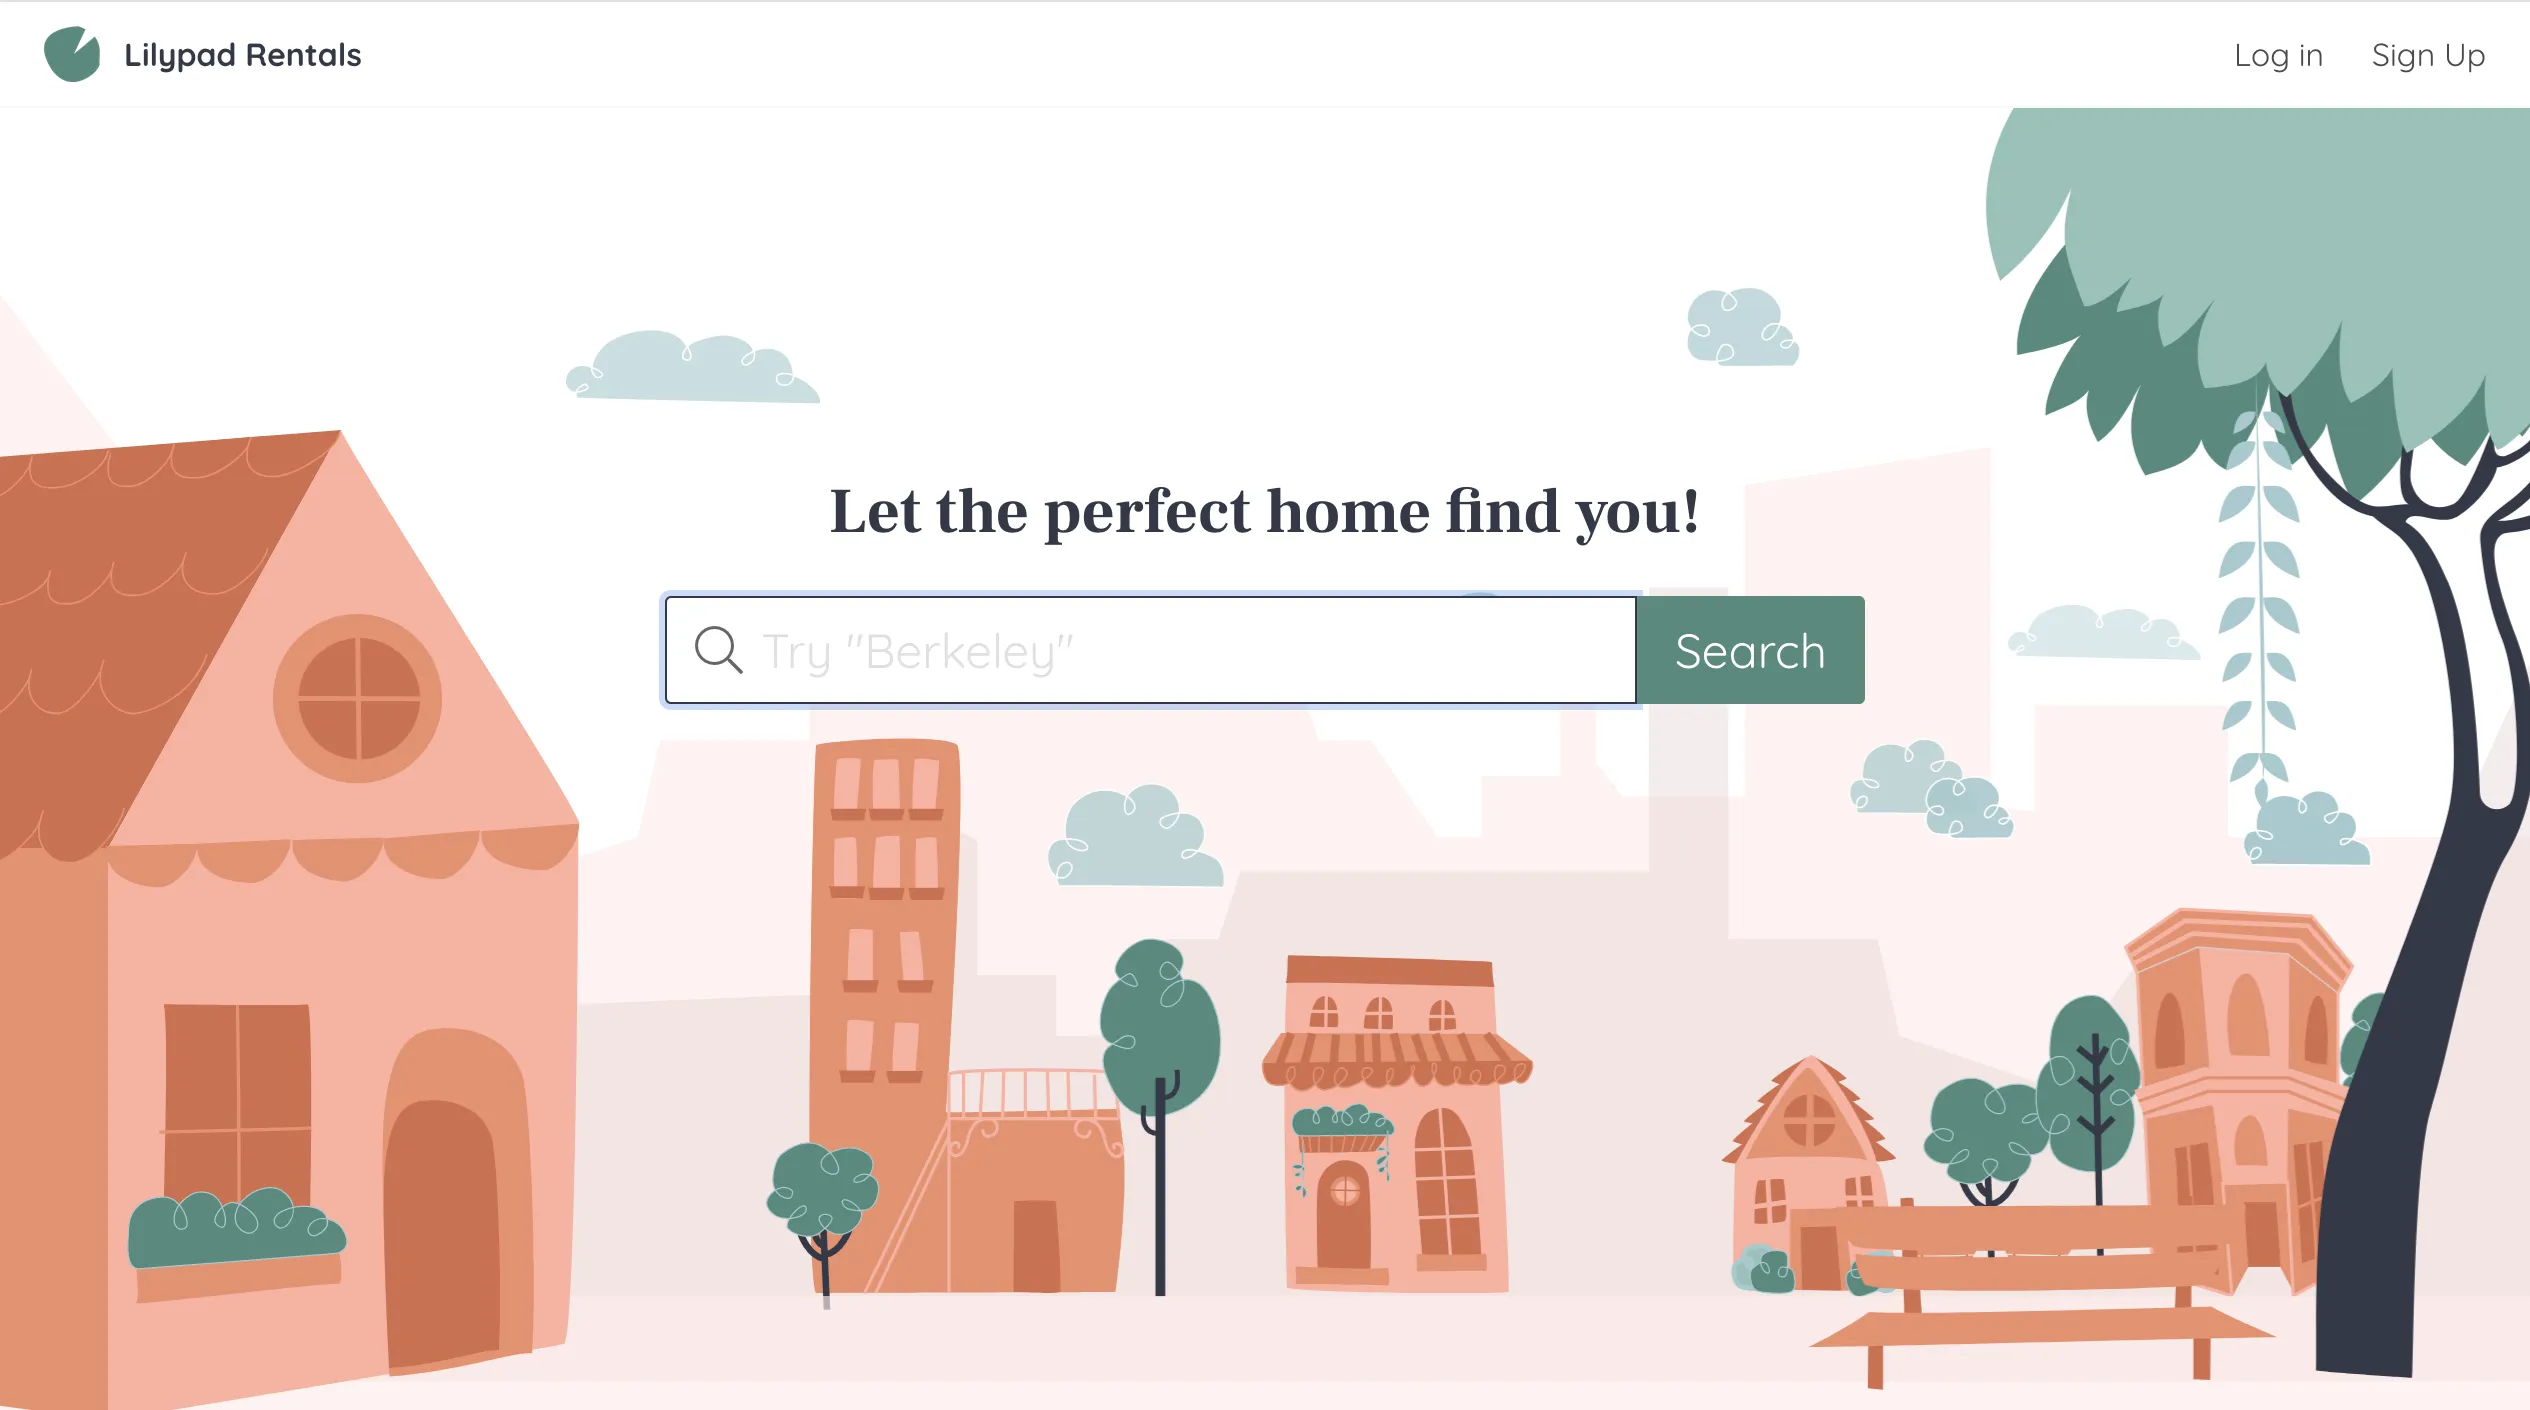 Lilypad Rentals
Log in
Sign Up
Let the perfect home find you!
Try "Berkeley"
Search